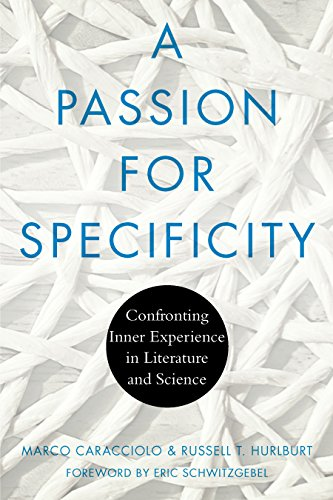 A
PASSION
FOR
SPECIFICITY
Confronting
Inner Experience
in Literature
and Science
MARCO CARACCIOLO & RUSSELL T. HURLBURT
FOREWORD BY ERIC SCHWITZGEBEL